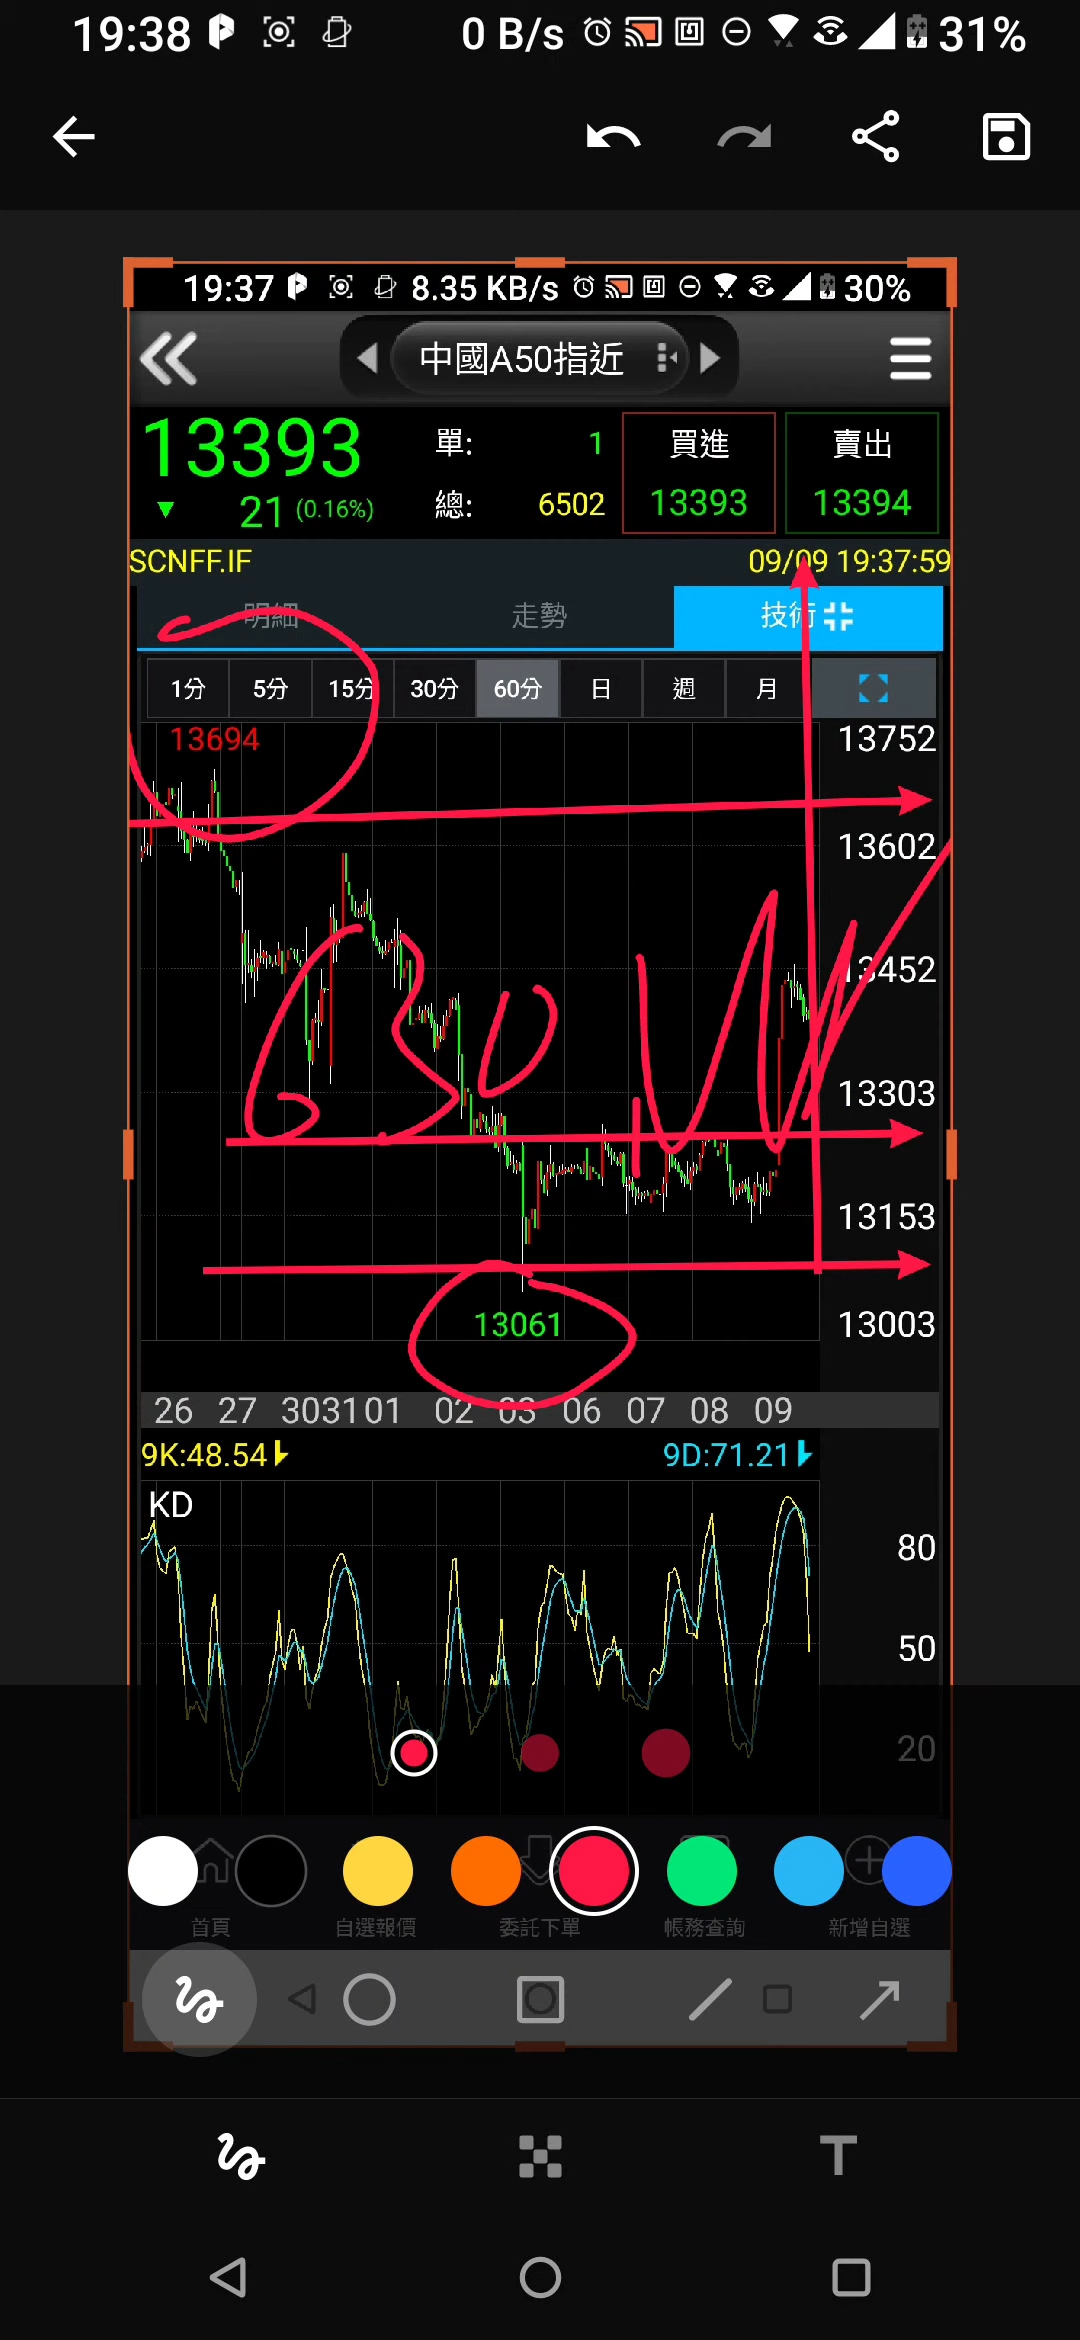 19:38 0 B/s 31%
19:37 8.35 KB/s 30%
中國A50指近
13393 單: 1 買進 賣出
21 (0.16%) 總: 6502 13393 13394
SCNFF.IF 09/09 19:37:59
明細 走勢 技術
1分 5分 15分 30分 60分 日 週 月
13694 13752
13602
13452
13303
13153
13061 13003
26 27 30 31 01 02 03 06 07 08 09
9K:48.54 9D:71.21
KD
80
50
20
首頁 自選報價 委託下單 帳務查詢 新增自選
T